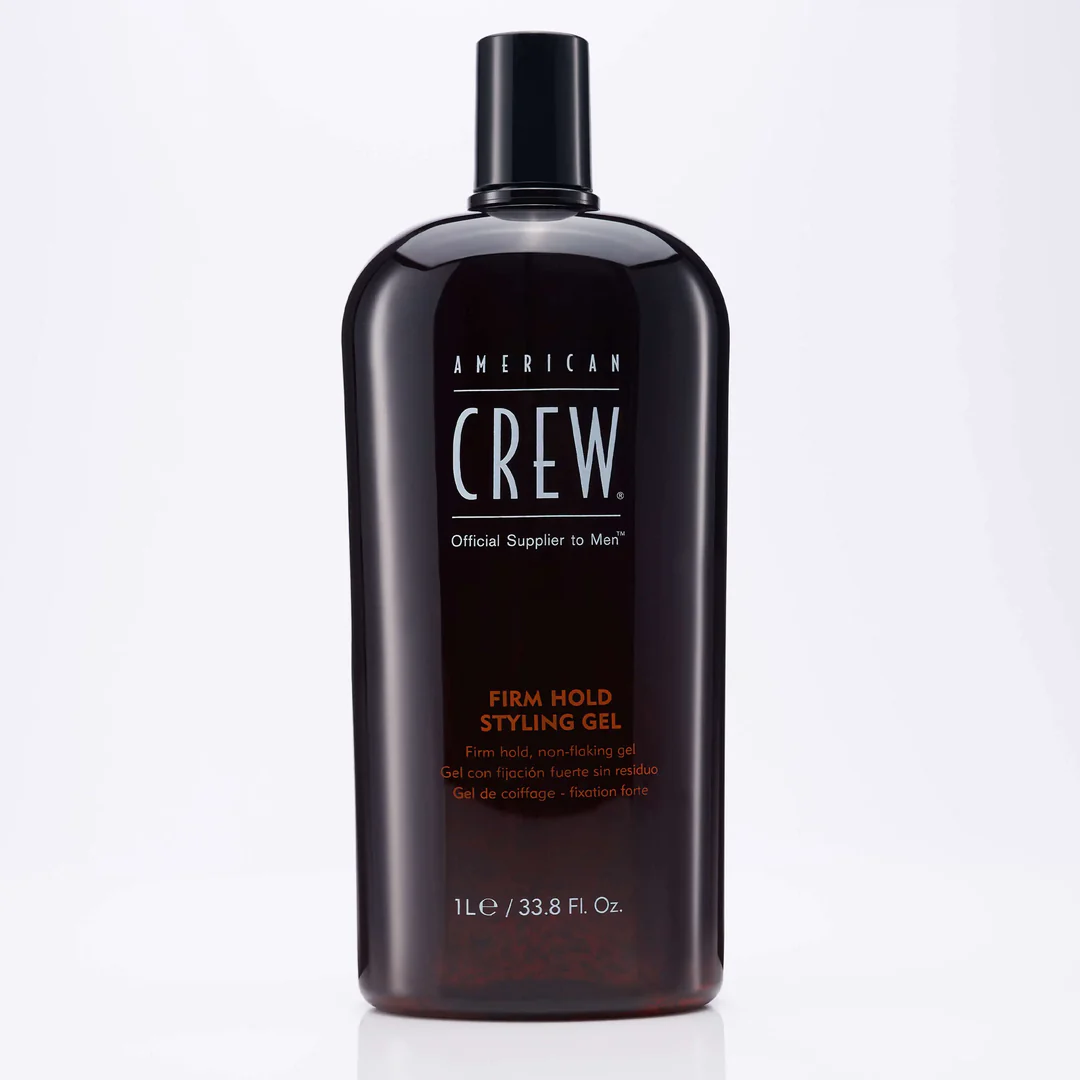 AMERICAN
CREW®
Official Supplier to Men™
FIRM HOLD
STYLING GEL
Firm hold, non-flaking gel
Gel con fijación fuerte sin residuo
Gel de coiffage - fixation forte
1L℮ / 33.8 Fl. Oz.